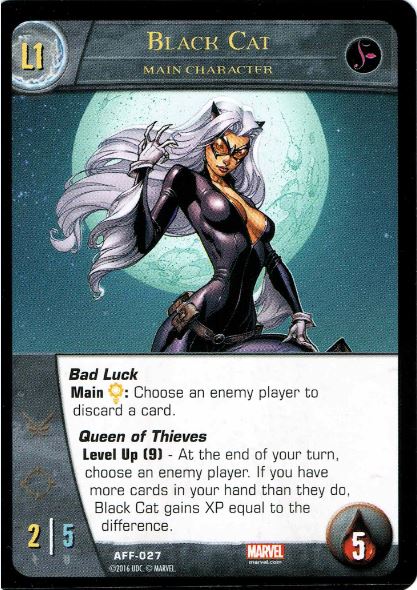 L1
Black Cat
MAIN CHARACTER
Bad Luck
Main : Choose an enemy player to
discard a card.
Queen of Thieves
Level Up (9) - At the end of your turn,
choose an enemy player. If you have
more cards in your hand than they do,
Black Cat gains XP equal to the
difference.
2 5
5
AFF-027
©2016 UDC. © MARVEL.
MARVEL
marvel.com